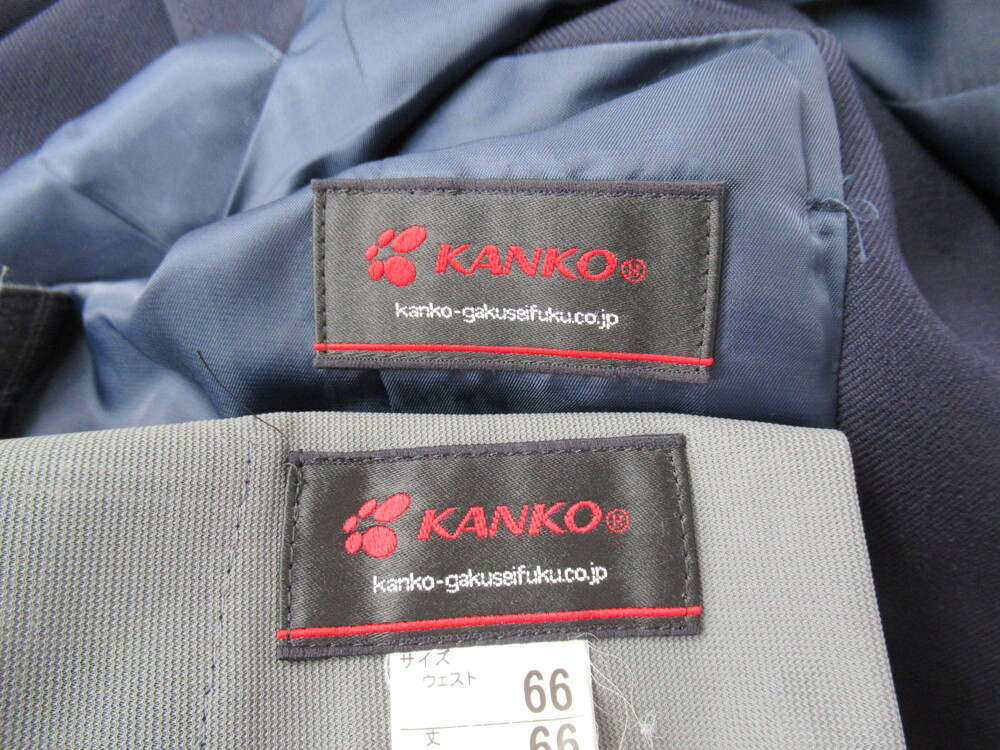 KANKO®
kanko-gakuseifuku.co.jp
KANKO®
kanko-gakuseifuku.co.jp
サイズ
ウェスト 66
丈 66